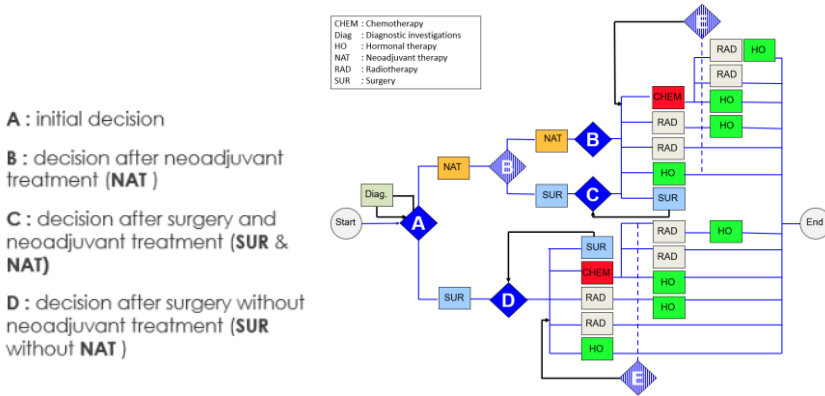 CHEM : Chemotherapy
Diag : Diagnostic investigations
HO : Hormonal therapy
NAT : Neoadjuvant therapy
RAD : Radiotherapy
SUR : Surgery
A : initial decision
B : decision after neoadjuvant
treatment (NAT )
C : decision after surgery and
neoadjuvant treatment (SUR &
NAT)
D : decision after surgery without
neoadjuvant treatment (SUR
without NAT )
E
RAD HO
RAD
CHEM
HO
RAD
HO
NAT
B
RAD
NAT
B
HO
Diag.
SUR
C
SUR
Start
A
End
SUR
RAD
HO
CHEM
RAD
SUR
D
RAD
HO
HO
RAD
HO
E